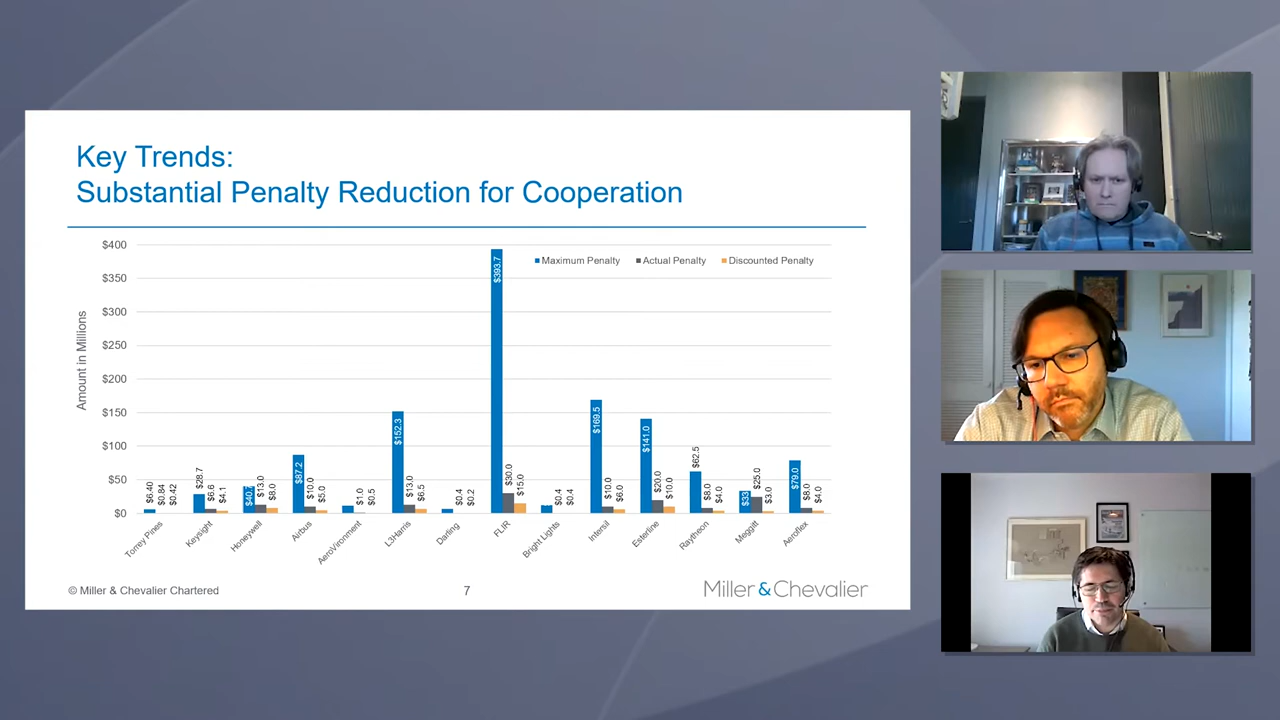 Key Trends:
Substantial Penalty Reduction for Cooperation
$400
$350
$300
$250
$200
$150
$100
$50
$0
Amount in Millions
Maximum Penalty Actual Penalty Discounted Penalty
$6.40 $0.84 $0.42
$28.7 $6.6 $4.1
$40.7 $13.0 $8.0
$87.2 $10.0 $5.0
$1.0 $0.5
$152.3 $13.0 $6.5
$0.4 $0.2
$393.7 $30.0 $15.0
$0.4 $0.4
$169.5 $10.0 $6.0
$141.0 $20.0 $10.0
$62.5 $8.0 $4.0
$33 $25.0 $3.0
$79.0 $8.0 $4.0
Torrey Pines
Keysight
Honeywell
Airbus
AeroVironment
L3Harris
Darling
FLIR
Bright Lights
Intersil
Esterline
Raytheon
Meggitt
Aeroflex
© Miller & Chevalier Chartered
7
Miller & Chevalier